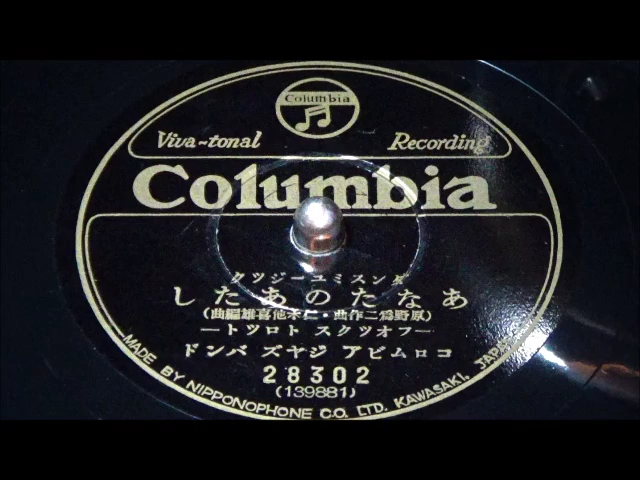 Columbia
Viva-tonal Recording
Columbia
ダンスミユージツク
あなたのあたし
(原野爲二作曲・仁木他喜雄編曲)
―フオツクス トロツト―
コロムビア ジヤズ バンド
28302
(139881)
MADE BY NIPPONOPHONE CO. LTD. KAWASAKI, JAPAN